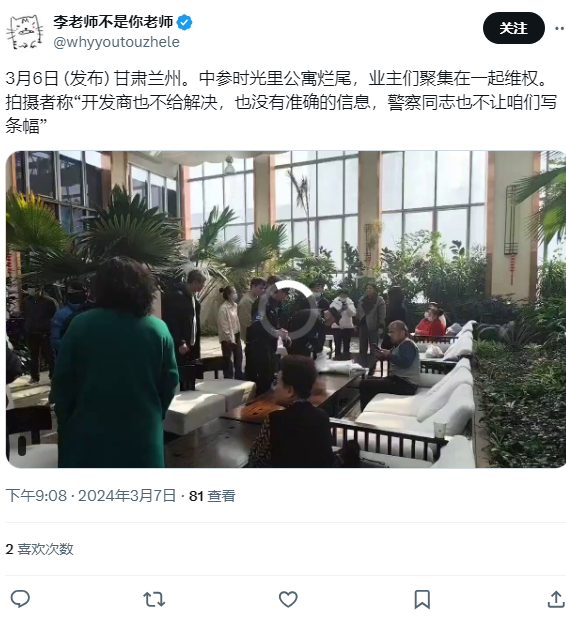 李老师不是你老师
@whyyoutouzhele
关注
3月6日 (发布) 甘肃兰州。中参时光里公寓烂尾，业主们聚集在一起维权。
拍摄者称“开发商也不给解决，也没有准确的信息，警察同志也不让咱们写
条幅”
下午9:08 · 2024年3月7日 · 81 查看
2 喜欢次数